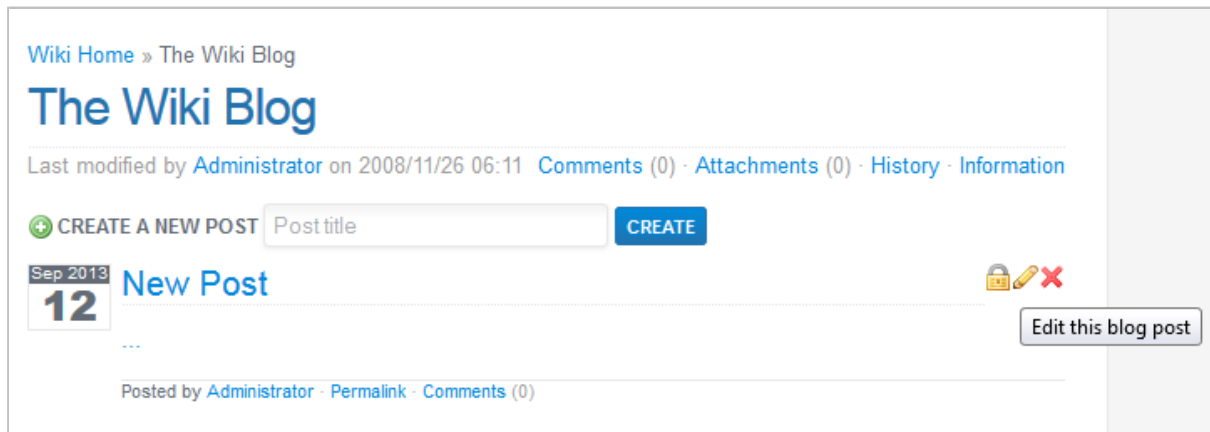 Wiki Home » The Wiki Blog
The Wiki Blog
Last modified by Administrator on 2008/11/26 06:11 Comments (0) · Attachments (0) · History · Information
CREATE A NEW POST Post title CREATE
Sep 2013
12
New Post
Edit this blog post
...
Posted by Administrator · Permalink · Comments (0)